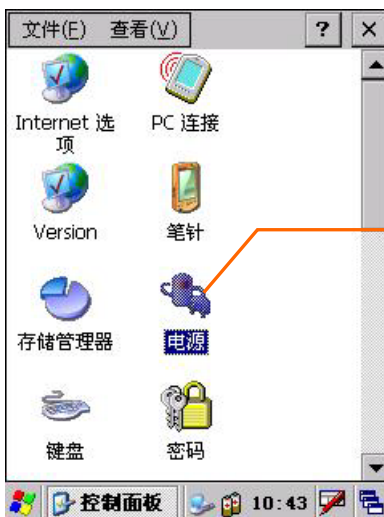 文件(F) 查看(V) ? ×
Internet 选
项
PC 连接
Version
笔针
存储管理器
电源
键盘
密码
控制面板 10:43